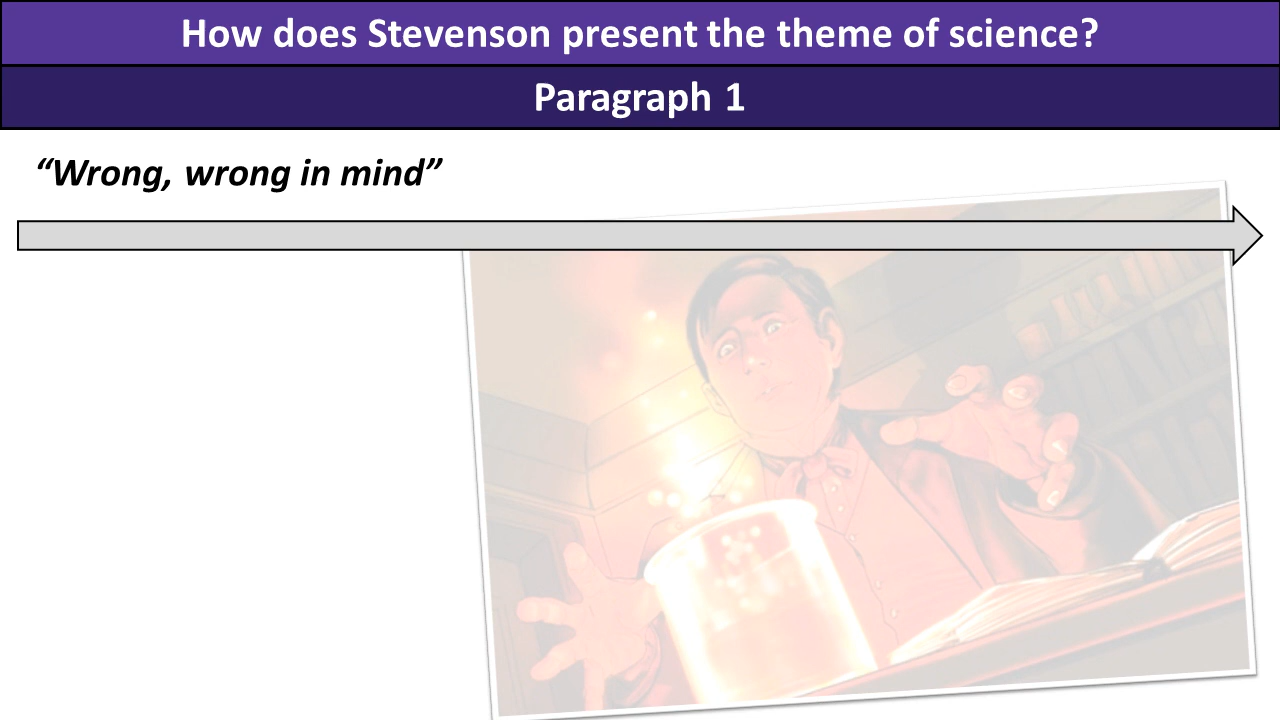 How does Stevenson present the theme of science?
Paragraph 1
“Wrong, wrong in mind”